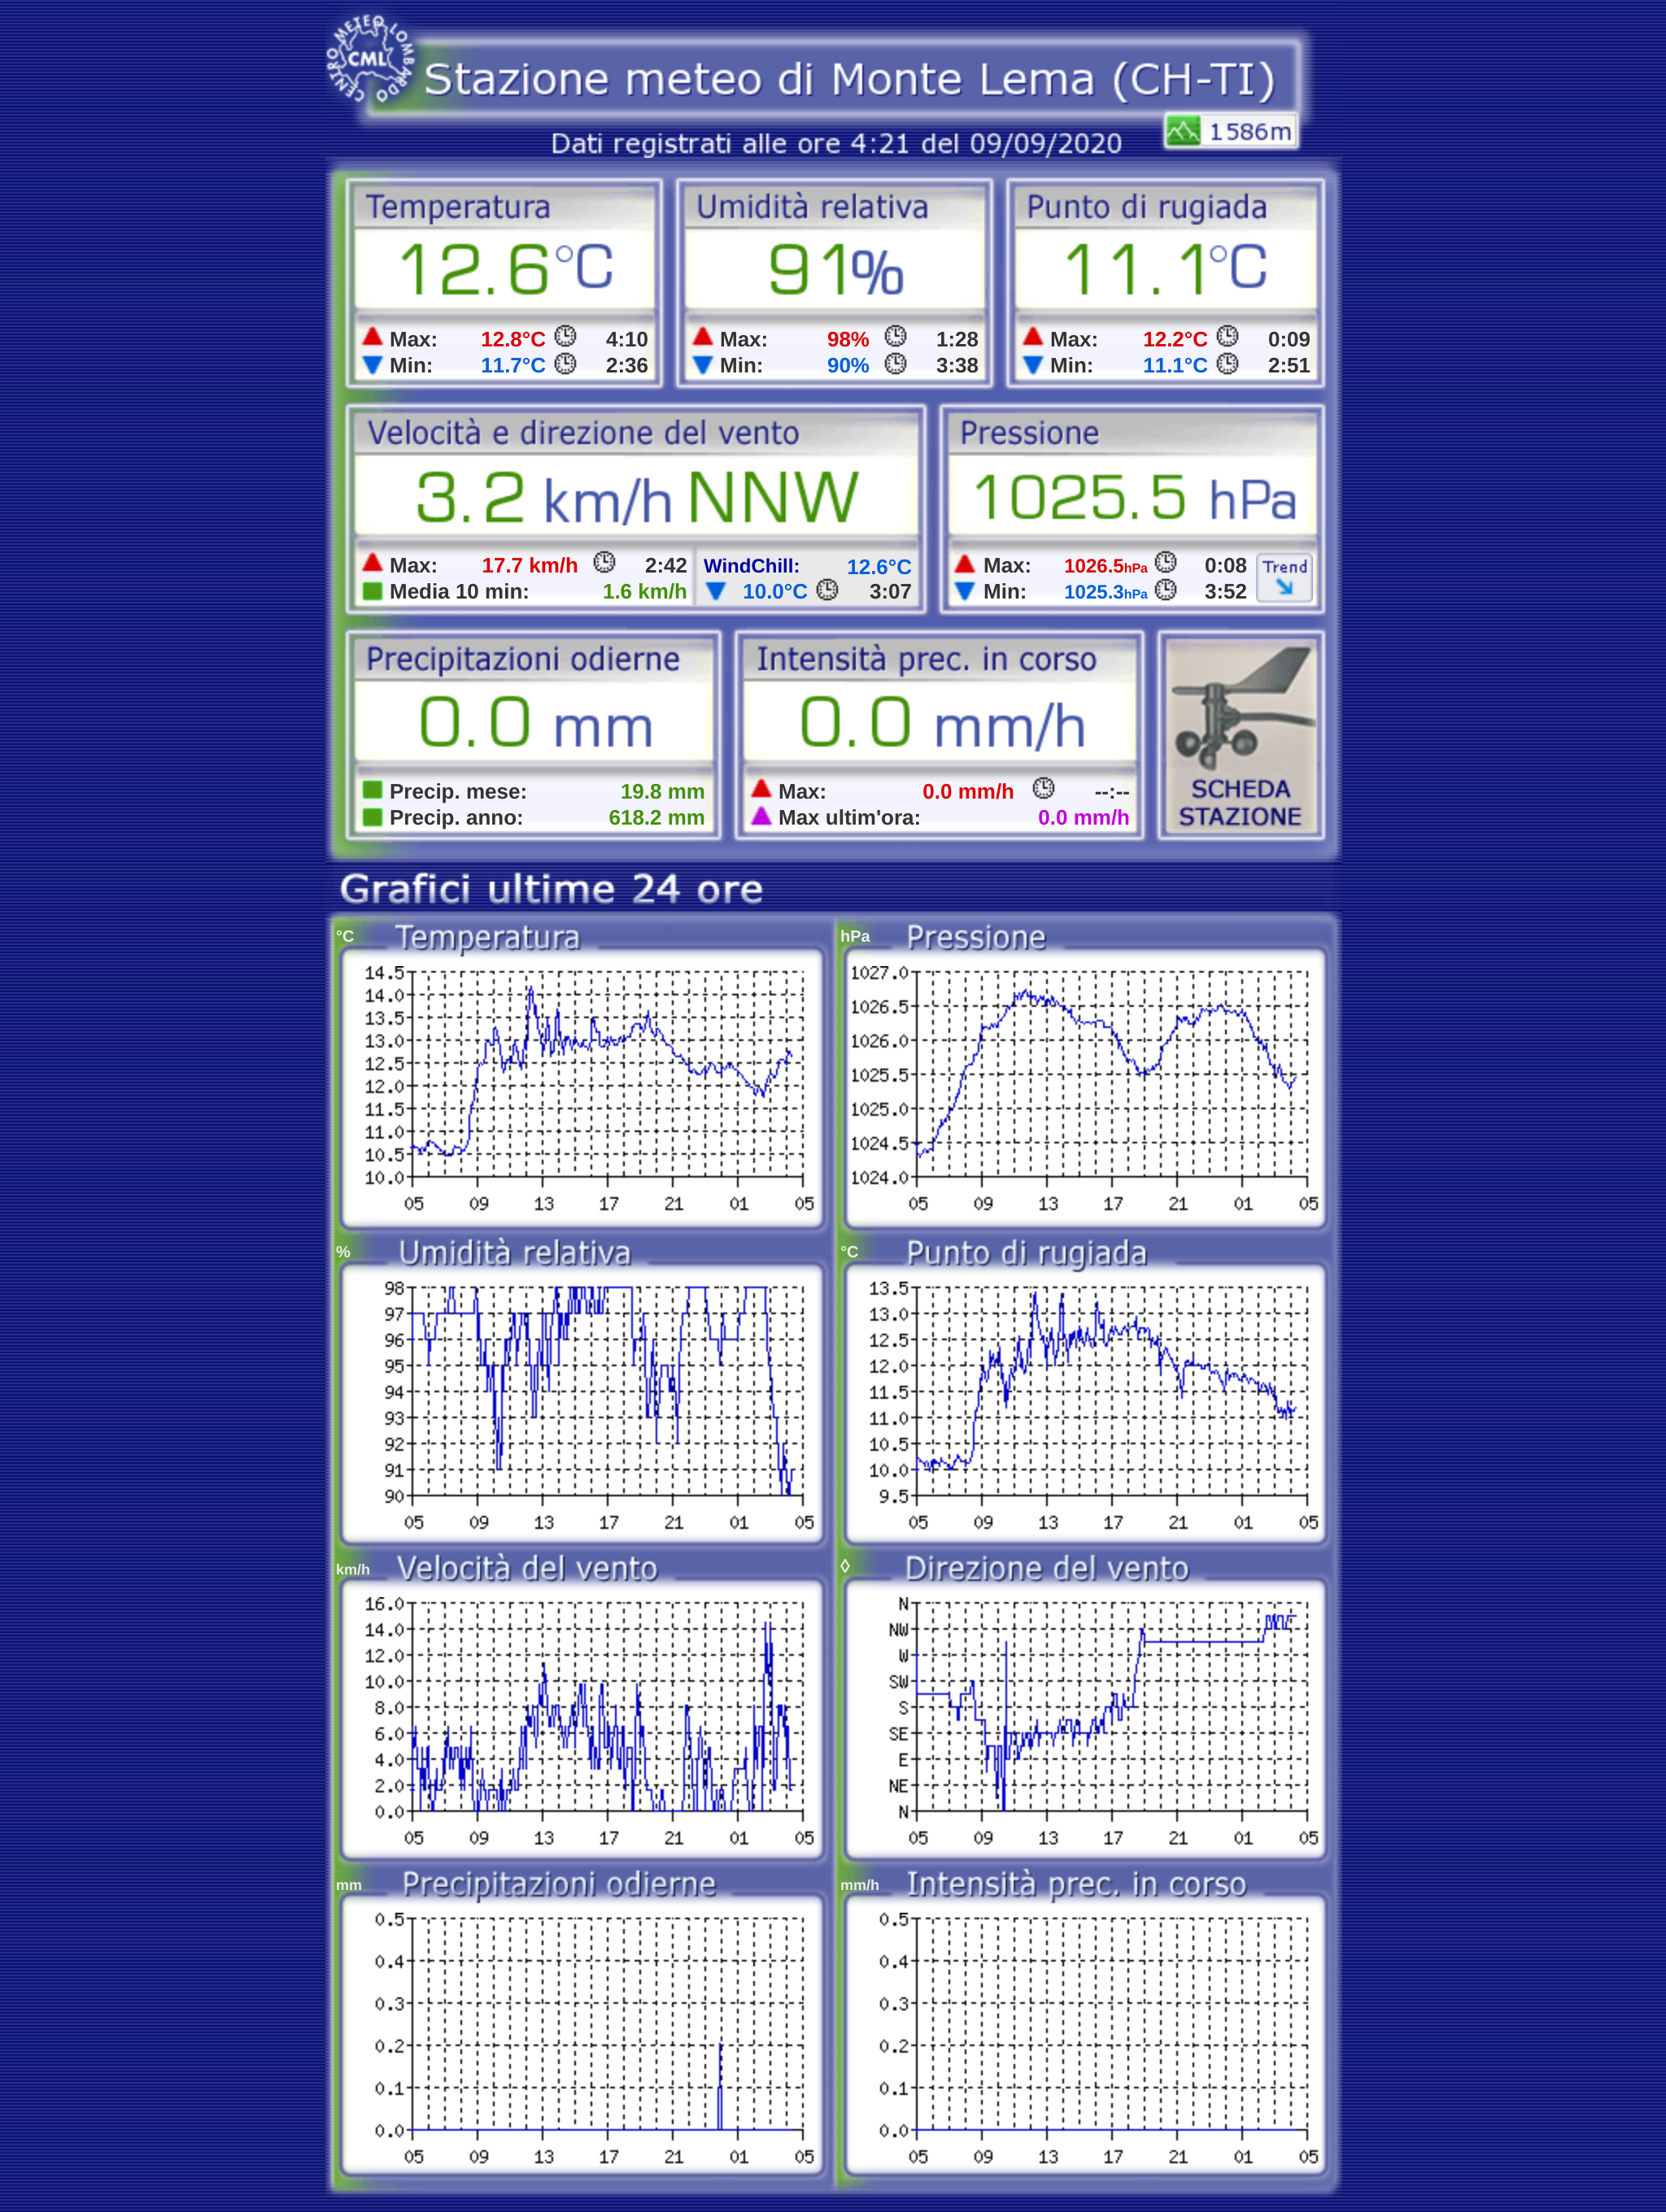 CENTRO METEO LOMBARDO
CML
Stazione meteo di Monte Lema (CH-TI)
1586m
Dati registrati alle ore 4:21 del 09/09/2020
Temperatura
12.6°C
Max: 12.8°C 4:10
Min: 11.7°C 2:36
Umidità relativa
91%
Max: 98% 1:28
Min: 90% 3:38
Punto di rugiada
11.1°C
Max: 12.2°C 0:09
Min: 11.1°C 2:51
Velocità e direzione del vento
3.2 km/h NNW
Max: 17.7 km/h 2:42
Media 10 min: 1.6 km/h
WindChill: 12.6°C
10.0°C 3:07
Pressione
1025.5 hPa
Max: 1026.5hPa 0:08
Min: 1025.3hPa 3:52
Trend
Precipitazioni odierne
0.0 mm
Precip. mese: 19.8 mm
Precip. anno: 618.2 mm
Intensità prec. in corso
0.0 mm/h
Max: 0.0 mm/h --:--
Max ultim'ora: 0.0 mm/h
SCHEDA
STAZIONE
Grafici ultime 24 ore
°C Temperatura
14.5
14.0
13.5
13.0
12.5
12.0
11.5
11.0
10.5
10.0
05 09 13 17 21 01 05
hPa Pressione
1027.0
1026.5
1026.0
1025.5
1025.0
1024.5
1024.0
05 09 13 17 21 01 05
% Umidità relativa
98
97
96
95
94
93
92
91
90
05 09 13 17 21 01 05
°C Punto di rugiada
13.5
13.0
12.5
12.0
11.5
11.0
10.5
10.0
9.5
05 09 13 17 21 01 05
km/h Velocità del vento
16.0
14.0
12.0
10.0
8.0
6.0
4.0
2.0
0.0
05 09 13 17 21 01 05
◊ Direzione del vento
N
NW
W
SW
S
SE
E
NE
N
05 09 13 17 21 01 05
mm Precipitazioni odierne
0.5
0.4
0.3
0.2
0.1
0.0
05 09 13 17 21 01 05
mm/h Intensità prec. in corso
0.5
0.4
0.3
0.2
0.1
0.0
05 09 13 17 21 01 05